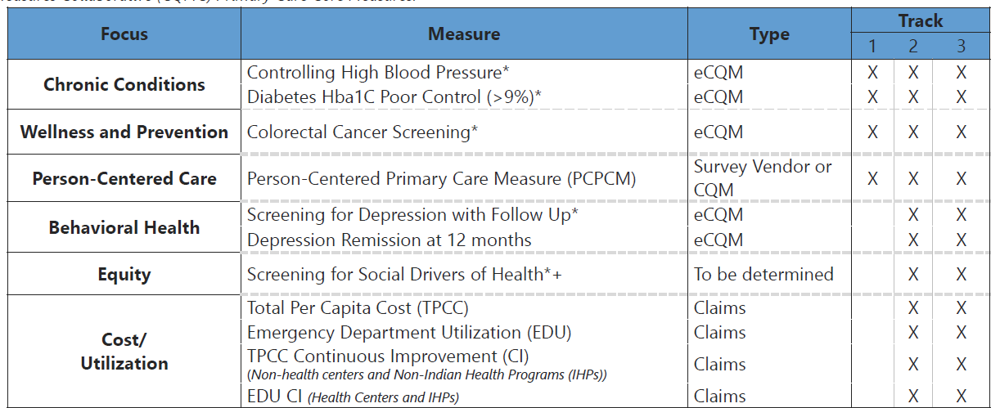 (CQMC) Primary Care Core Measures.
Focus Measure Type Track
1 2 3
Chronic Conditions Controlling High Blood Pressure* eCQM X X X
Diabetes Hba1C Poor Control (>9%)* eCQM X X X
Wellness and Prevention Colorectal Cancer Screening* eCQM X X X
Person-Centered Care Person-Centered Primary Care Measure (PCPCM) Survey Vendor or
CQM X X X
Behavioral Health Screening for Depression with Follow Up* eCQM X X
Depression Remission at 12 months eCQM X X
Equity Screening for Social Drivers of Health*+ To be determined X X
Cost/
Utilization
Total Per Capita Cost (TPCC) Claims X X
Emergency Department Utilization (EDU) Claims X X
TPCC Continuous Improvement (CI)
(Non-health centers and Non-Indian Health Programs (IHPs)) Claims X X
EDU CI (Health Centers and IHPs) Claims X X